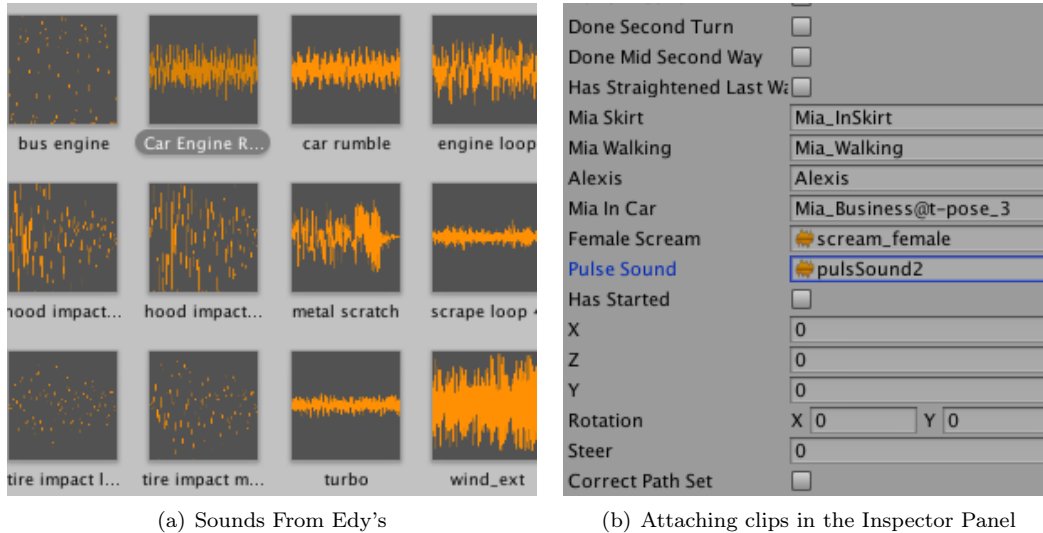 bus engine
Car Engine R...
car rumble
engine loop
hood impact...
hood impact...
metal scratch
scrape loop
tire impact l...
tire impact m...
turbo
wind_ext
(a) Sounds From Edy's
Done Second Turn
Done Mid Second Way
Has Straightened Last Wa
Mia Skirt Mia_InSkirt
Mia Walking Mia_Walking
Alexis Alexis
Mia In Car Mia_Business@t-pose_3
Female Scream scream_female
Pulse Sound pulsSound2
Has Started
X 0
Z 0
Y 0
Rotation X 0 Y 0
Steer 0
Correct Path Set
(b) Attaching clips in the Inspector Panel